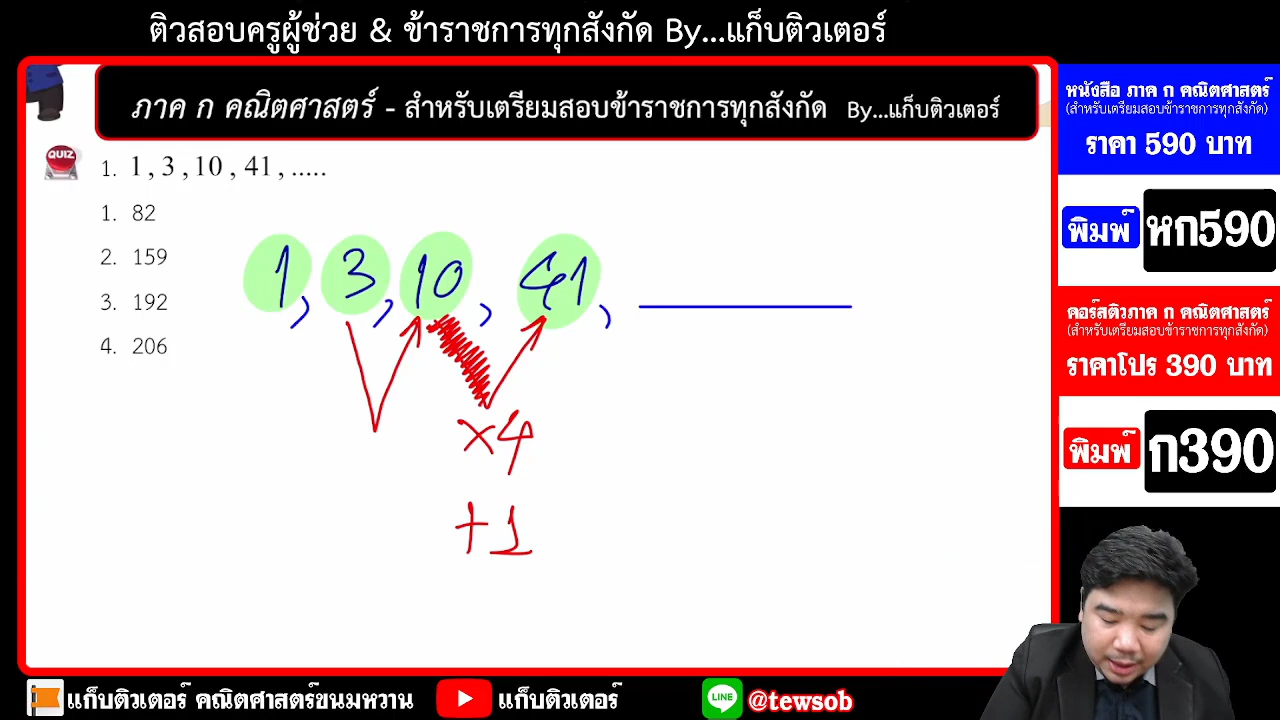 ติวสอบครูผู้ช่วย & ข้าราชการทุกสังกัด By...แก็บติวเตอร์
ภาค ก คณิตศาสตร์ - สำหรับเตรียมสอบข้าราชการทุกสังกัด By...แก็บติวเตอร์
QUIZ
1. 1 , 3 , 10 , 41 , .....
1. 82
2. 159
3. 192
4. 206
1, 3, 10, 41,
×4
+1
หนังสือ ภาค ก คณิตศาสตร์
(สำหรับเตรียมสอบข้าราชการทุกสังกัด)
ราคา 590 บาท
พิมพ์ หก590
คอร์สติวภาค ก คณิตศาสตร์
(สำหรับเตรียมสอบข้าราชการทุกสังกัด)
ราคาโปร 390 บาท
พิมพ์ ก390
แก็บติวเตอร์ คณิตศาสตร์ขนมหวาน
แก็บติวเตอร์
LINE @tewsob